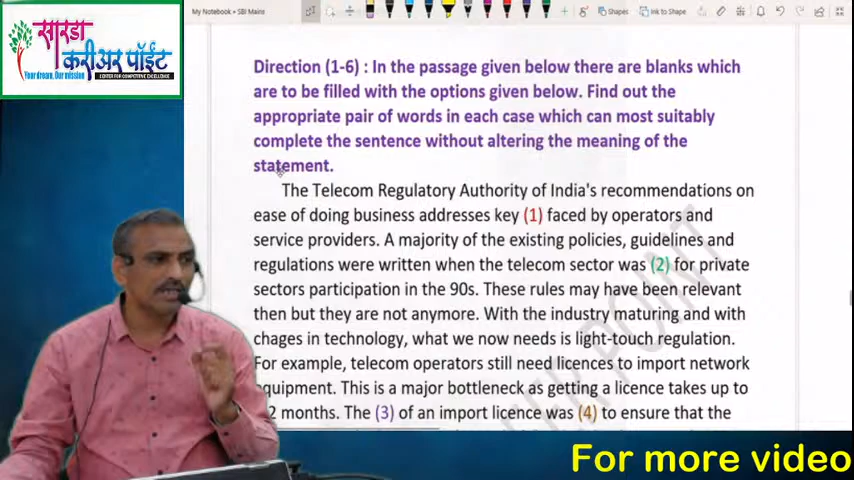 सारडा
करीअर पॉईंट
Your dream. Our mission
CENTER FOR COMPETITIVE EXCELLENCE
My Notebook • SBI Mains
Shapes
Ink to Shape
Direction (1-6) : In the passage given below there are blanks which
are to be filled with the options given below. Find out the
appropriate pair of words in each case which can most suitably
complete the sentence without altering the meaning of the
statement.
The Telecom Regulatory Authority of India's recommendations on
ease of doing business addresses key (1) faced by operators and
service providers. A majority of the existing policies, guidelines and
regulations were written when the telecom sector was (2) for private
sectors participation in the 90s. These rules may have been relevant
then but they are not anymore. With the industry maturing and with
chages in technology, what we now needs is light-touch regulation.
For example, telecom operators still need licences to import network
equipment. This is a major bottleneck as getting a licence takes up to
2 months. The (3) of an import licence was (4) to ensure that the
For more video